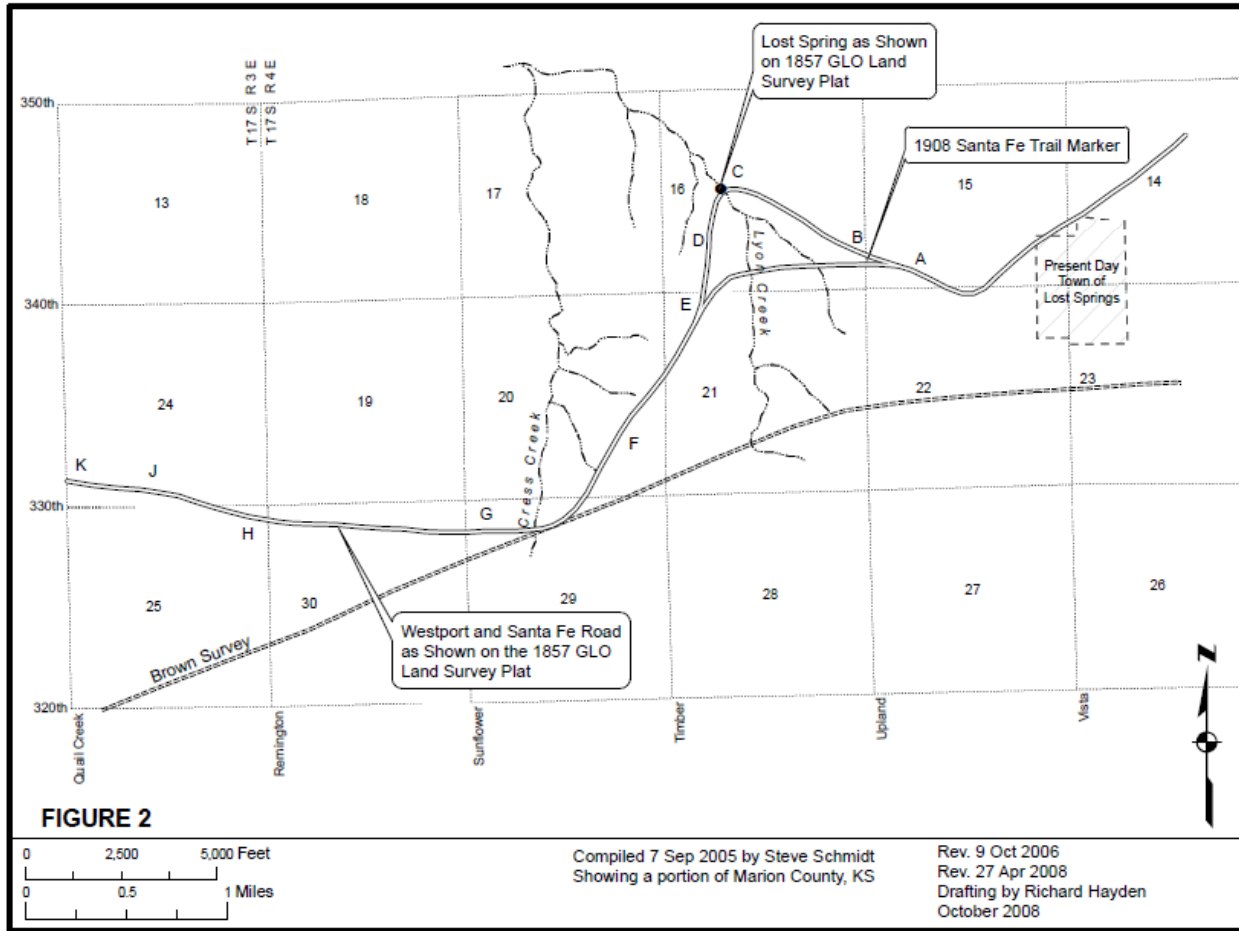 Lost Spring as Shown
on 1857 GLO Land
Survey Plat
T 17 S R 3 E
T 17 S R 4 E
350th
1908 Santa Fe Trail Marker
C
13
18
17
16
15
14
D
B
A
Lyon Creek
Present Day
Town of
Lost Springs
340th
E
24
19
20
21
22
23
F
Cress Creek
K
J
330th
H
G
25
30
29
28
27
26
Brown Survey
Westport and Santa Fe Road
as Shown on the 1857 GLO
Land Survey Plat
320th
Quail Creek
Remington
Sunflower
Timber
Upland
Vista
N
FIGURE 2
0 2,500 5,000 Feet
0 0.5 1 Miles
Compiled 7 Sep 2005 by Steve Schmidt
Showing a portion of Marion County, KS
Rev. 9 Oct 2006
Rev. 27 Apr 2008
Drafting by Richard Hayden
October 2008